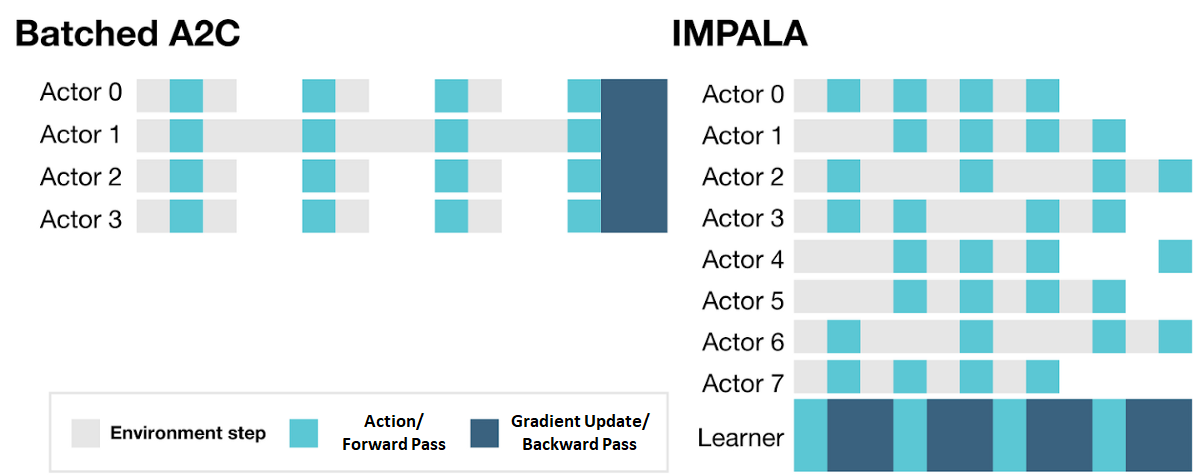 Batched A2C
Actor 0
Actor 1
Actor 2
Actor 3
IMPALA
Actor 0
Actor 1
Actor 2
Actor 3
Actor 4
Actor 5
Actor 6
Actor 7
Learner
Environment step
Action/
Forward Pass
Gradient Update/
Backward Pass